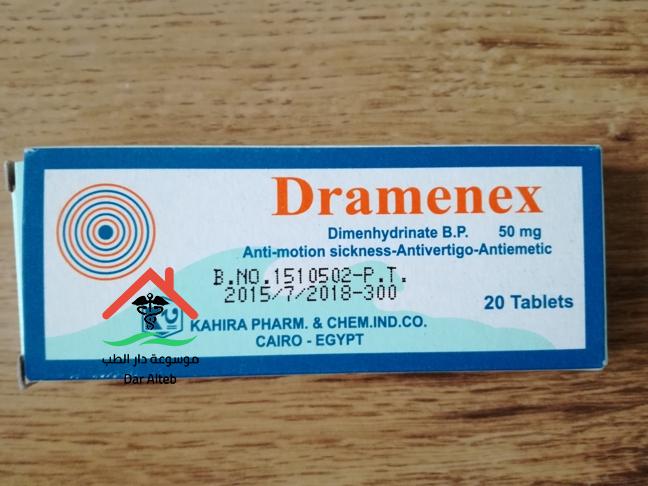 Dramenex
Dimenhydrinate B.P. 50 mg
Anti-motion sickness-Antivertigo-Antiemetic
B.NO.1510502-P.T.
2015/7/2018-300
20 Tablets
KAHIRA PHARM. & CHEM.IND.CO.
CAIRO - EGYPT
موسوعة دار الطب
Dar Alteb